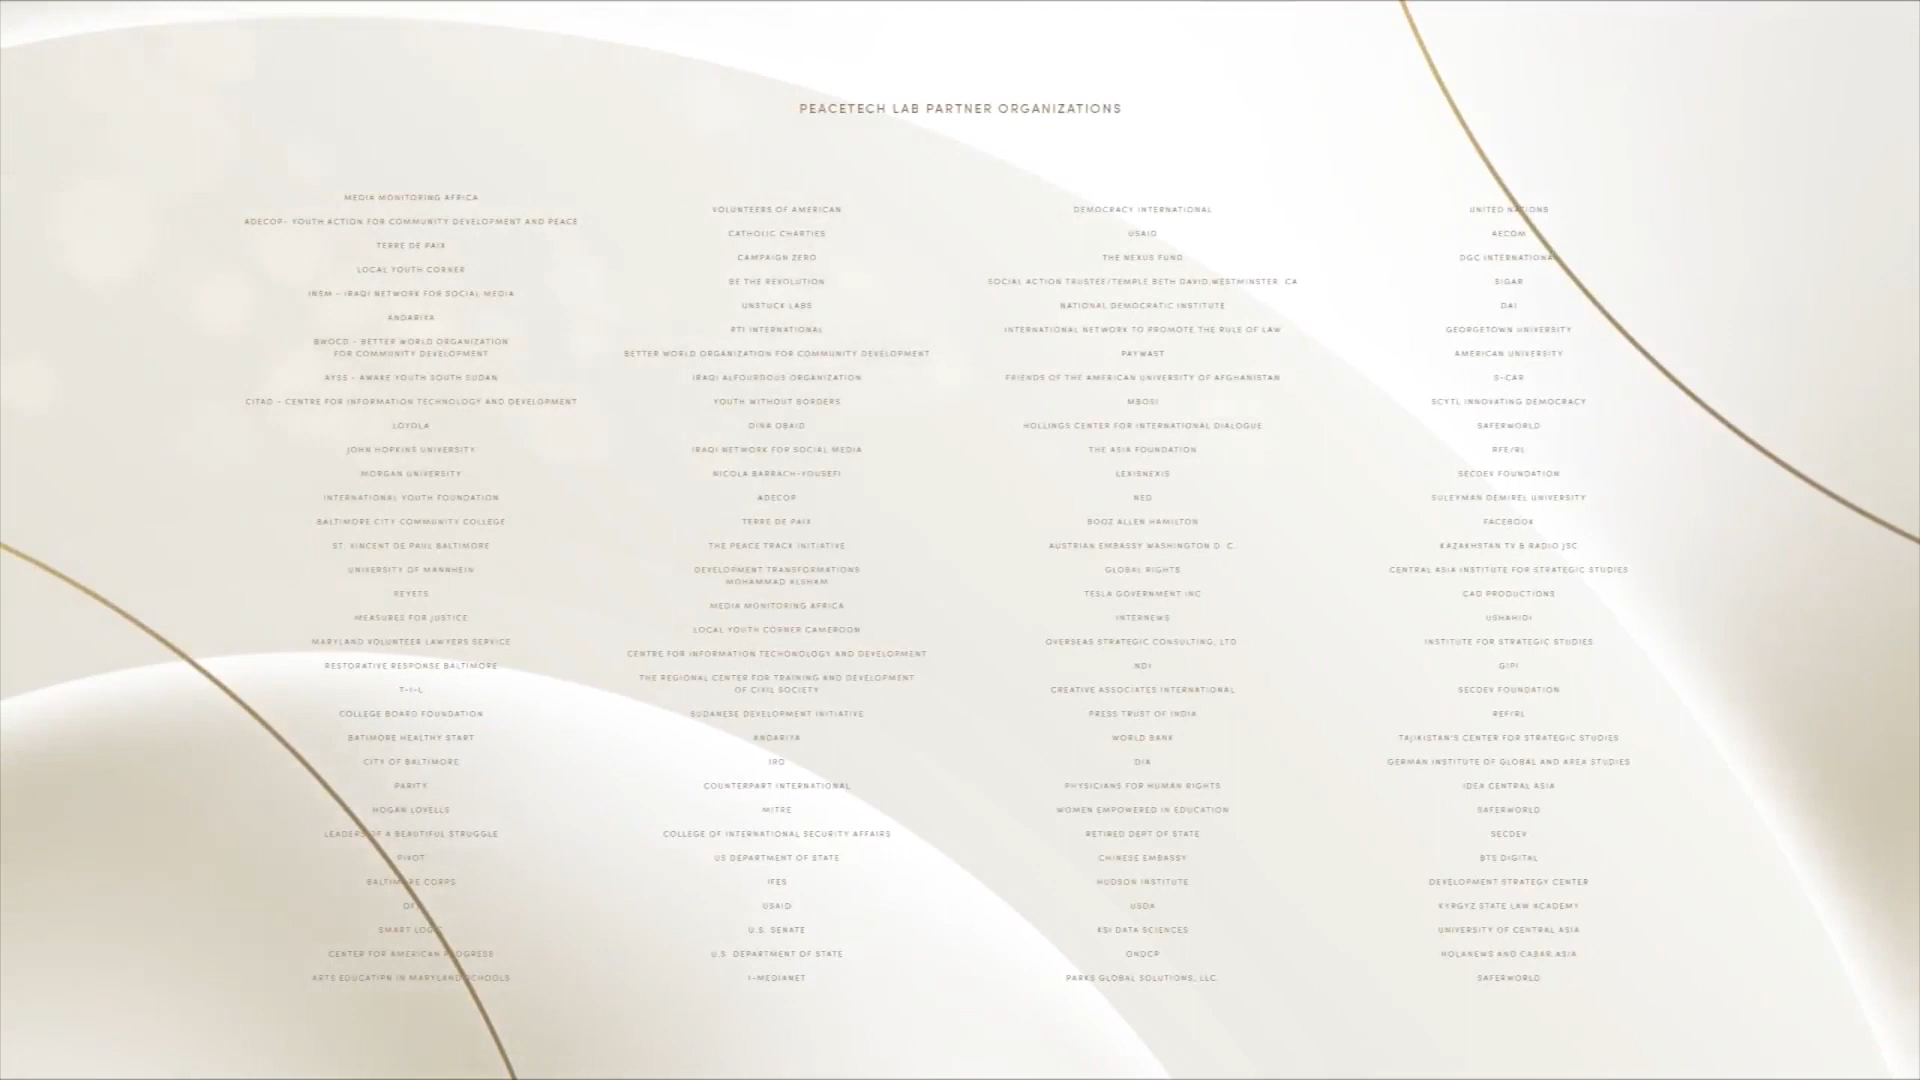 PEACETECH LAB PARTNER ORGANIZATIONS
MEDIA MONITORING AFRICA
ADECOP- YOUTH ACTION FOR COMMUNITY DEVELOPMENT AND PEACE
TERRE DE PAIX
LOCAL YOUTH CORNER
INSM - IRAQI NETWORK FOR SOCIAL MEDIA
ANDARIYA
BWOCD - BETTER WORLD ORGANIZATION
FOR COMMUNITY DEVELOPMENT
AYSS - AWAKE YOUTH SOUTH SUDAN
CITAD - CENTRE FOR INFORMATION TECHNOLOGY AND DEVELOPMENT
LOYOLA
JOHN HOPKINS UNIVERSITY
MORGAN UNIVERSITY
INTERNATIONAL YOUTH FOUNDATION
BALTIMORE CITY COMMUNITY COLLEGE
ST. VINCENT DE PAUL BALTIMORE
UNIVERSITY OF MANNHEIN
REYETS
MEASURES FOR JUSTICE
MARYLAND VOLUNTEER LAWYERS SERVICE
RESTORATIVE RESPONSE BALTIMORE
T-I-L
COLLEGE BOARD FOUNDATION
BATIMORE HEALTHY START
CITY OF BALTIMORE
PARITY
HOGAN LOVELLS
LEADERS OF A BEAUTIFUL STRUGGLE
PIVOT
BALTIMORE CORPS
SMART LOGIC
CENTER FOR AMERICAN PROGRESS
ARTS EDUCATION IN MARYLAND SCHOOLS
VOLUNTEERS OF AMERICAN
CATHOLIC CHARTIES
CAMPAIGN ZERO
BE THE REVOLUTION
UNSTUCK LABS
RTI INTERNATIONAL
BETTER WORLD ORGANIZATION FOR COMMUNITY DEVELOPMENT
IRAQI ALFOURDOUS ORGANIZATION
YOUTH WITHOUT BORDERS
DINA OBAID
IRAQI NETWORK FOR SOCIAL MEDIA
NICOLA BARRACH-YOUSEFI
ADECOP
TERRE DE PAIX
THE PEACE TRACK INITIATIVE
DEVELOPMENT TRANSFORMATIONS
MOHAMMAD ALSHAM
MEDIA MONITORING AFRICA
LOCAL YOUTH CORNER CAMEROON
CENTRE FOR INFORMATION TECHONOLOGY AND DEVELOPMENT
THE REGIONAL CENTER FOR TRAINING AND DEVELOPMENT
OF CIVIL SOCIETY
SUDANESE DEVELOPMENT INITIATIVE
ANDARIYA
IRD
COUNTERPART INTERNATIONAL
MITRE
COLLEGE OF INTERNATIONAL SECURITY AFFAIRS
US DEPARTMENT OF STATE
IFES
USAID
U.S. SENATE
U.S. DEPARTMENT OF STATE
I-MEDIANET
DEMOCRACY INTERNATIONAL
USAID
THE NEXUS FUND
SOCIAL ACTION TRUSTEE/TEMPLE BETH DAVID,WESTMINSTER. CA
NATIONAL DEMOCRATIC INSTITUTE
INTERNATIONAL NETWORK TO PROMOTE THE RULE OF LAW
PAYWAST
FRIENDS OF THE AMERICAN UNIVERSITY OF AFGHANISTAN
MBOSI
HOLLINGS CENTER FOR INTERNATIONAL DIALOGUE
THE ASIA FOUNDATION
LEXISNEXIS
NED
BOOZ ALLEN HAMILTON
AUSTRIAN EMBASSY WASHINGTON D. C.
GLOBAL RIGHTS
TESLA GOVERNMENT INC
INTERNEWS
OVERSEAS STRATEGIC CONSULTING, LTD
NDI
CREATIVE ASSOCIATES INTERNATIONAL
PRESS TRUST OF INDIA
WORLD BANK
DIA
PHYSICIANS FOR HUMAN RIGHTS
WOMEN EMPOWERED IN EDUCATION
RETIRED DEPT OF STATE
CHINESE EMBASSY
HUDSON INSTITUTE
USDA
KSI DATA SCIENCES
ONDCP
PARKS GLOBAL SOLUTIONS, LLC.
UNITED NATIONS
AECOM
DGC INTERNATIONAL
SIGAR
DAI
GEORGETOWN UNIVERSITY
AMERICAN UNIVERSITY
S-CAR
SCYTL INNOVATING DEMOCRACY
SAFERWORLD
RFE/RL
SECDEV FOUNDATION
SULEYMAN DEMIREL UNIVERSITY
FACEBOOK
KAZAKHSTAN TV & RADIO JSC
CENTRAL ASIA INSTITUTE FOR STRATEGIC STUDIES
CAD PRODUCTIONS
USHAHIDI
INSTITUTE FOR STRATEGIC STUDIES
GIPI
SECDEV FOUNDATION
REF/RL
TAJIKISTAN'S CENTER FOR STRATEGIC STUDIES
GERMAN INSTITUTE OF GLOBAL AND AREA STUDIES
IDEA CENTRAL ASIA
SAFERWORLD
SECDEV
BTS DIGITAL
DEVELOPMENT STRATEGY CENTER
KYRGYZ STATE LAW ACADEMY
UNIVERSITY OF CENTRAL ASIA
HOLANEWS AND CABAR.ASIA
SAFERWORLD